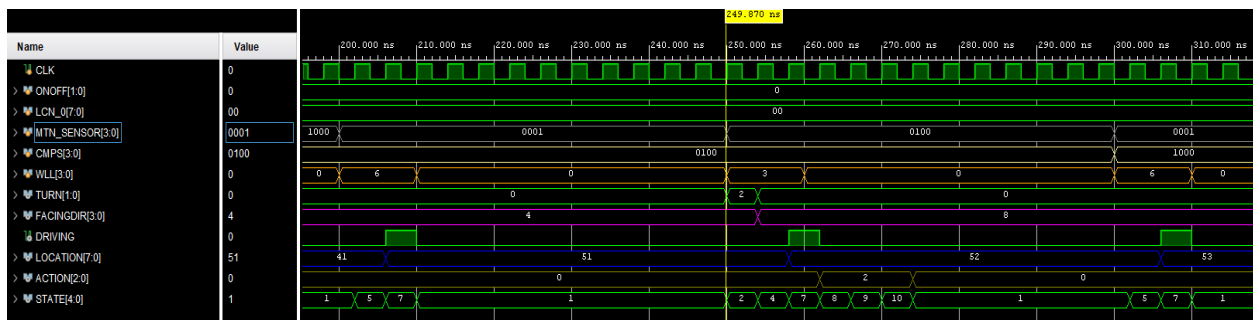 249.870 ns
Name Value 200.000 ns 210.000 ns 220.000 ns 230.000 ns 240.000 ns 250.000 ns 260.000 ns 270.000 ns 280.000 ns 290.000 ns 300.000 ns 310.000 ns
CLK 0
ONOFF[1:0] 0 0
LCN_0[7:0] 00 00
MTN_SENSOR[3:0] 0001 1000 0001 0100 0001
CMPS[3:0] 0100 0100 1000
WLL[3:0] 0 0 6 0 3 0 6 0
TURN[1:0] 0 0 2 0
FACINGDIR[3:0] 4 4 8
DRIVING 0
LOCATION[7:0] 51 41 51 52 53
ACTION[2:0] 0 0 2 0
STATE[4:0] 1 1 5 7 1 2 4 7 8 9 10 1 5 7 1